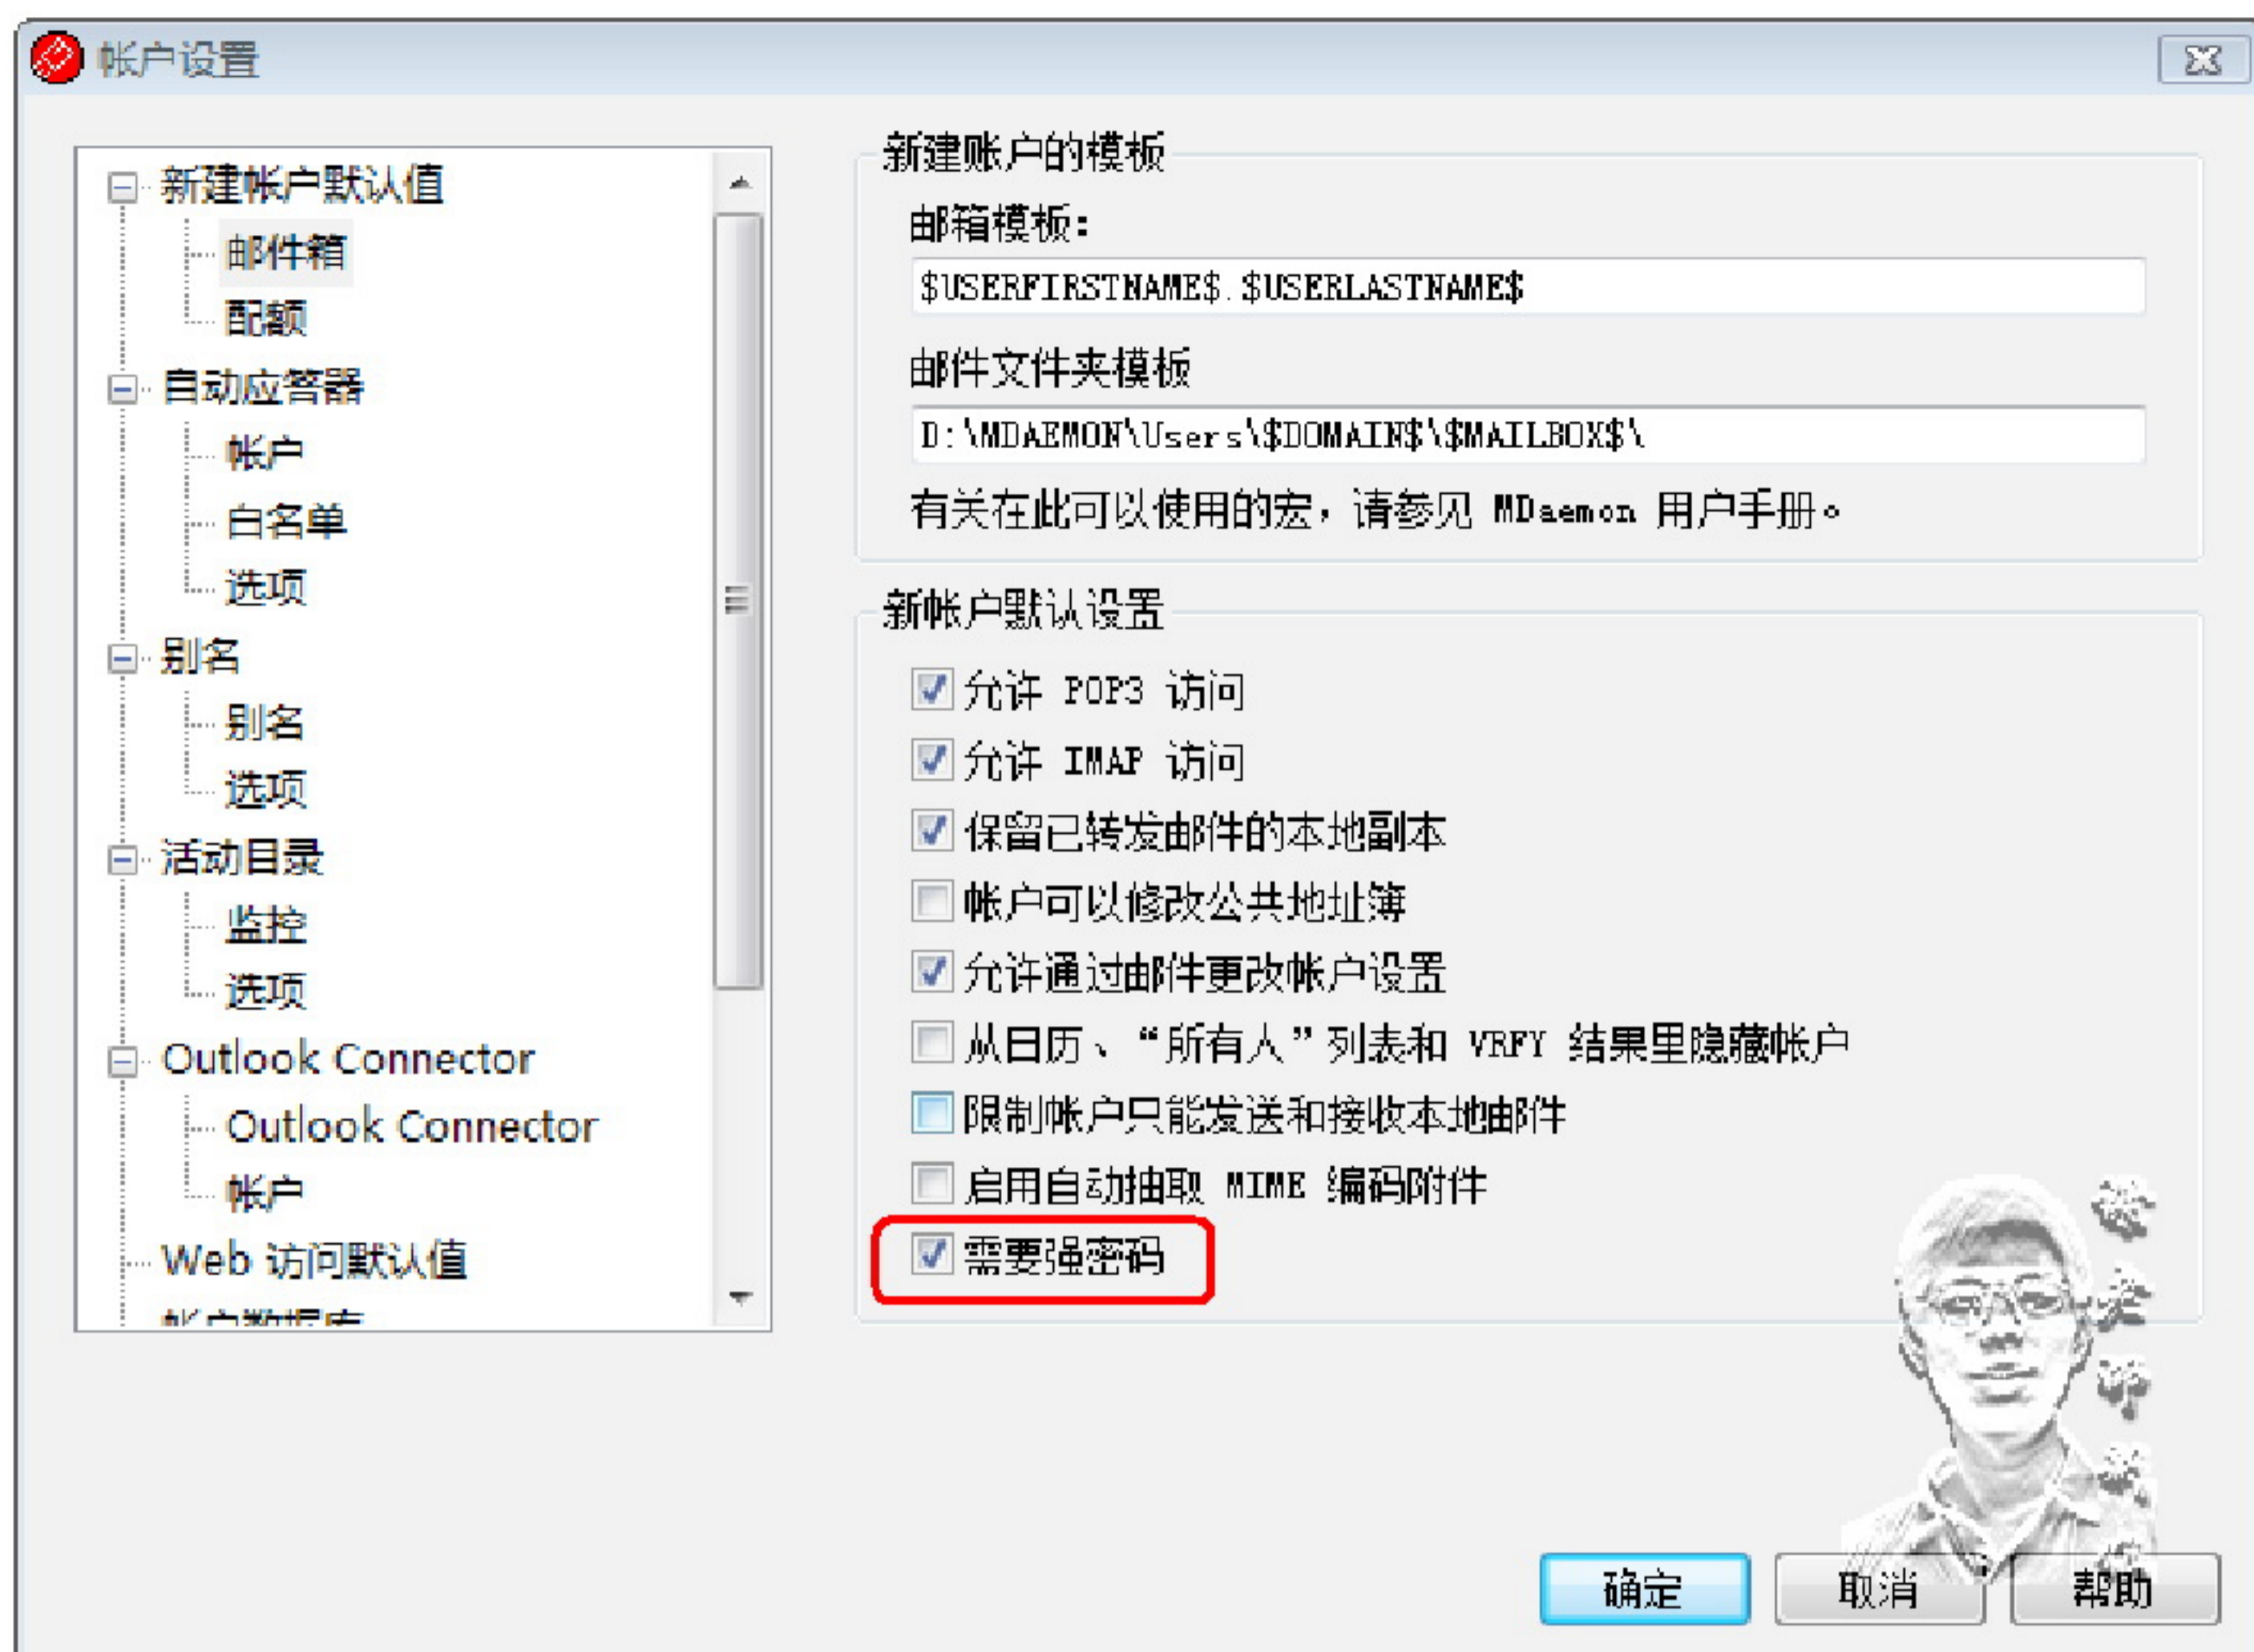 帐户设置
新建帐户默认值
邮件箱
配额
自动应答器
帐户
白名单
选项
别名
别名
选项
活动目录
监控
选项
Outlook Connector
Outlook Connector
帐户
Web 访问默认值
帐户数据库
新建账户的模板
邮箱模板：
$USERFIRSTNAME$.$USERLASTNAME$
邮件文件夹模板
D:\MDAEMON\Users\$DOMAIN$\$MAILBOX$\
有关在此可以使用的宏，请参见 MDaemon 用户手册。
新帐户默认设置
允许 POP3 访问
允许 IMAP 访问
保留已转发邮件的本地副本
帐户可以修改公共地址簿
允许通过邮件更改帐户设置
从日历、“所有人”列表和 VRFY 结果里隐藏帐户
限制帐户只能发送和接收本地邮件
启用自动抽取 MIME 编码附件
需要强密码
确定
取消
帮助